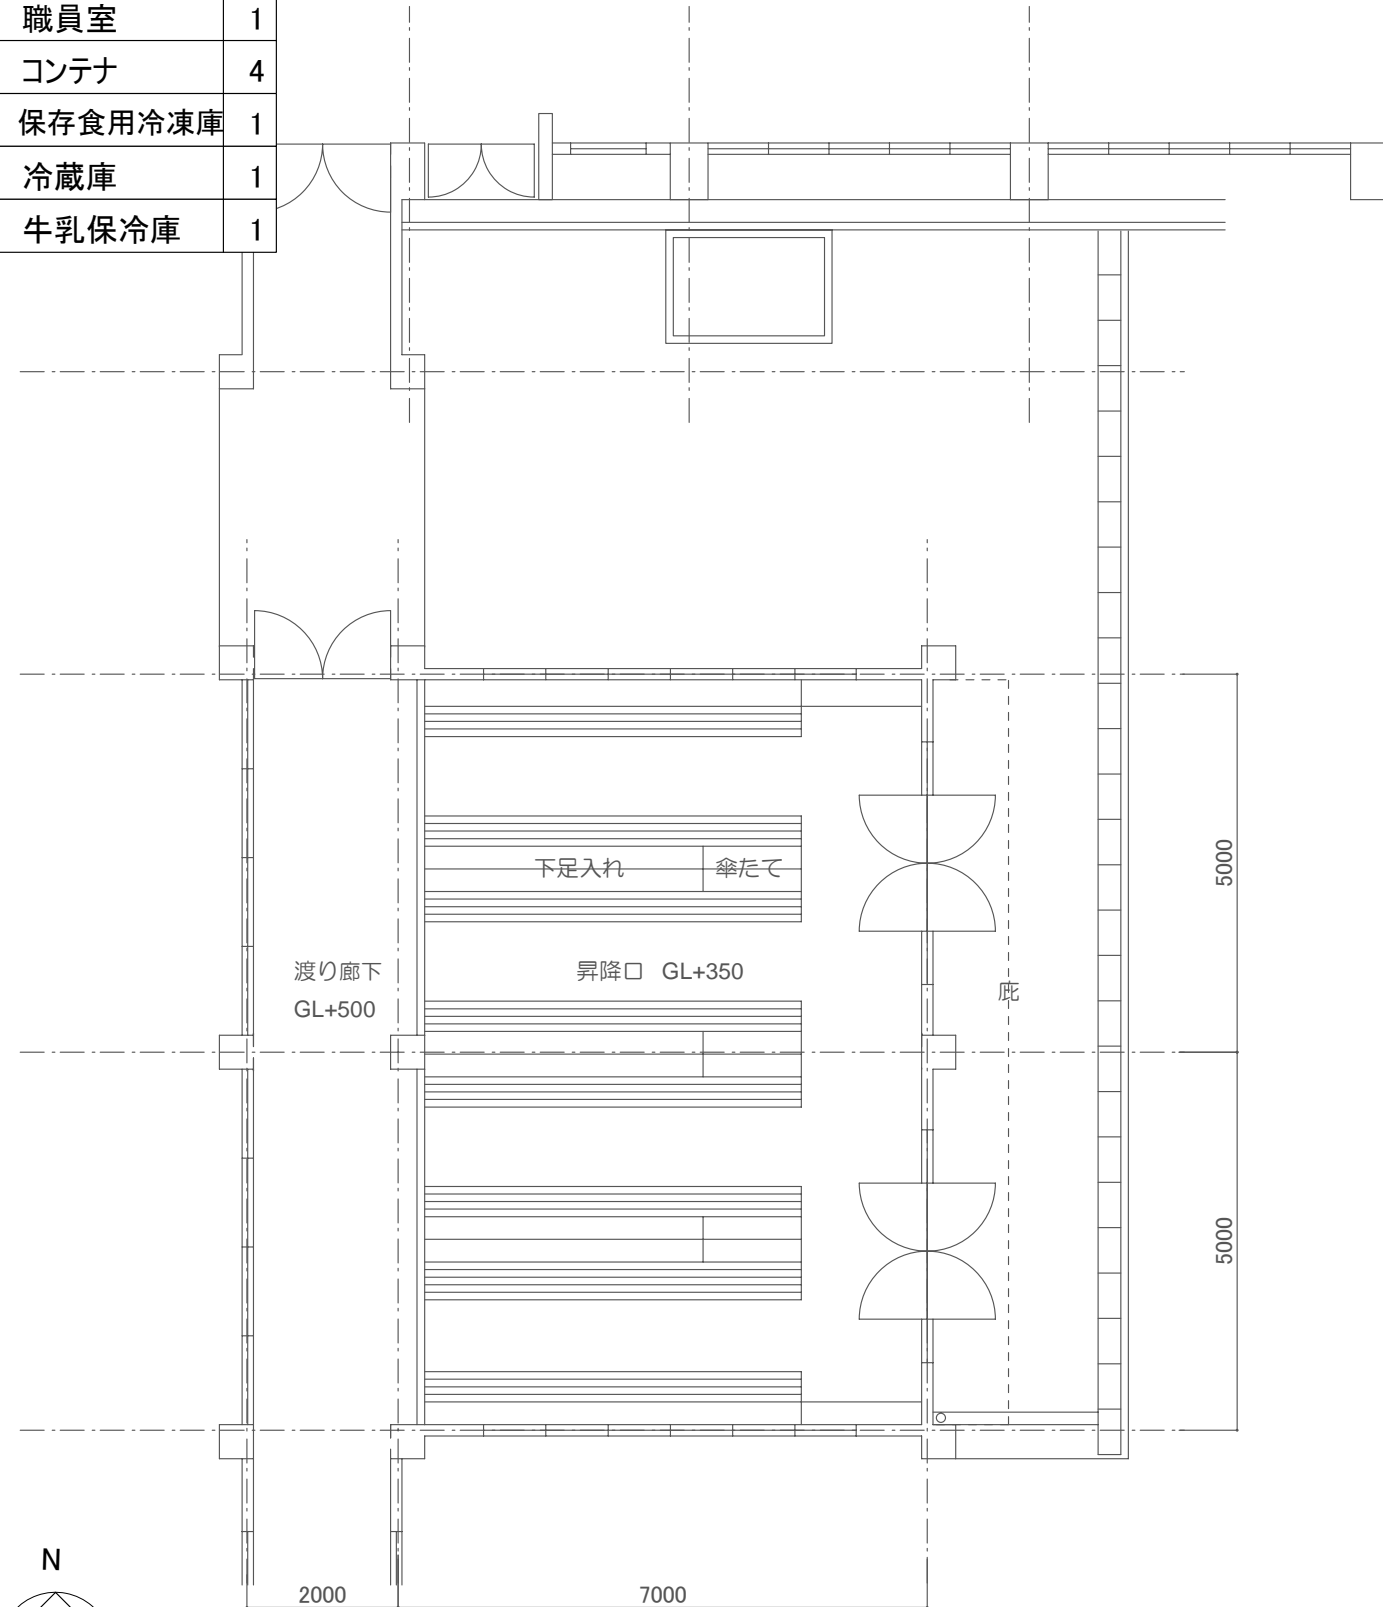 職員室 1
コンテナ 4
保存食用冷凍庫 1
冷蔵庫 1
牛乳保冷庫 1
下足入れ 傘たて
5000
渡り廊下
GL+500
昇降口 GL+350
庇
5000
N
2000
7000